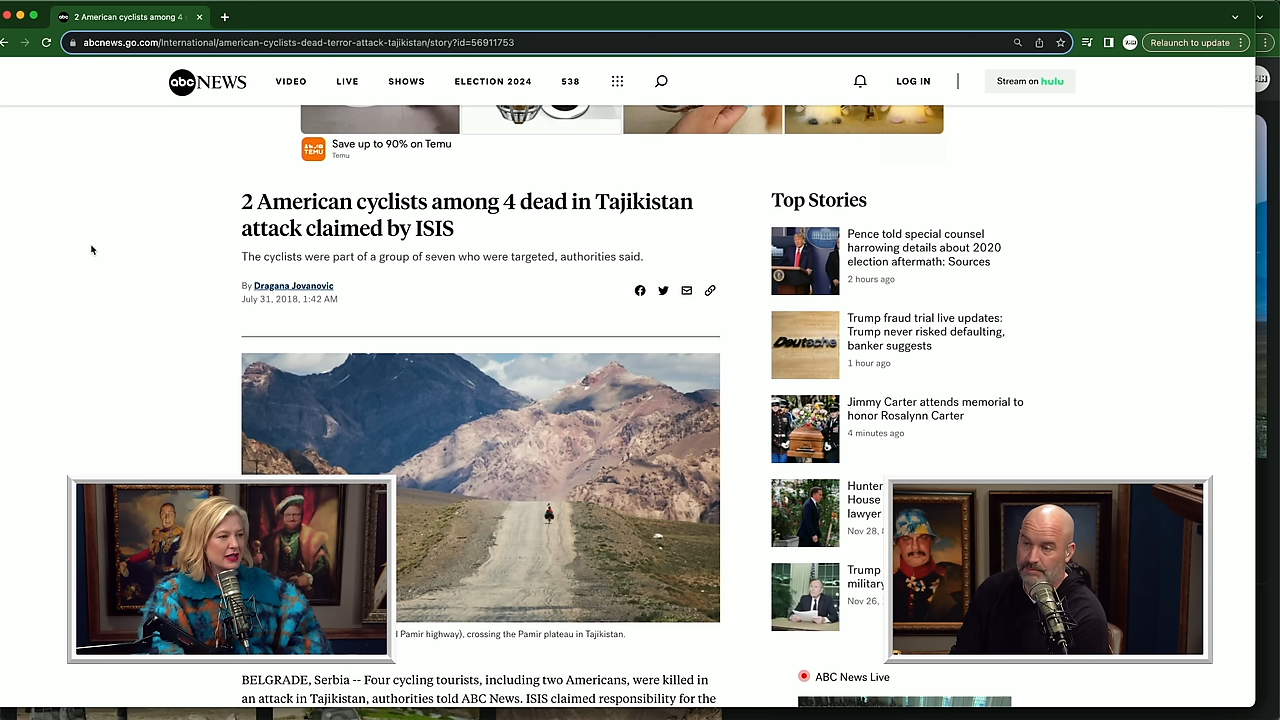 2 American cyclists among 4
abcnews.go.com/International/american-cyclists-dead-terror-attack-tajikistan/story?id=56911753
Relaunch to update
abc NEWS
VIDEO
LIVE
SHOWS
ELECTION 2024
538
LOG IN
Stream on hulu
TEMU
Save up to 90% on Temu
Temu
2 American cyclists among 4 dead in Tajikistan
attack claimed by ISIS
The cyclists were part of a group of seven who were targeted, authorities said.
By Dragana Jovanovic
July 31, 2018, 1:42 AM
l Pamir highway), crossing the Pamir plateau in Tajikistan.
BELGRADE, Serbia -- Four cycling tourists, including two Americans, were killed in
an attack in Tajikistan, authorities told ABC News. ISIS claimed responsibility for the
Top Stories
Pence told special counsel
harrowing details about 2020
election aftermath: Sources
2 hours ago
Deutsche
Trump fraud trial live updates:
Trump never risked defaulting,
banker suggests
1 hour ago
Jimmy Carter attends memorial to
honor Rosalynn Carter
4 minutes ago
Hunter
House
lawyer
Nov 28,
Trump
military
Nov 26,
ABC News Live